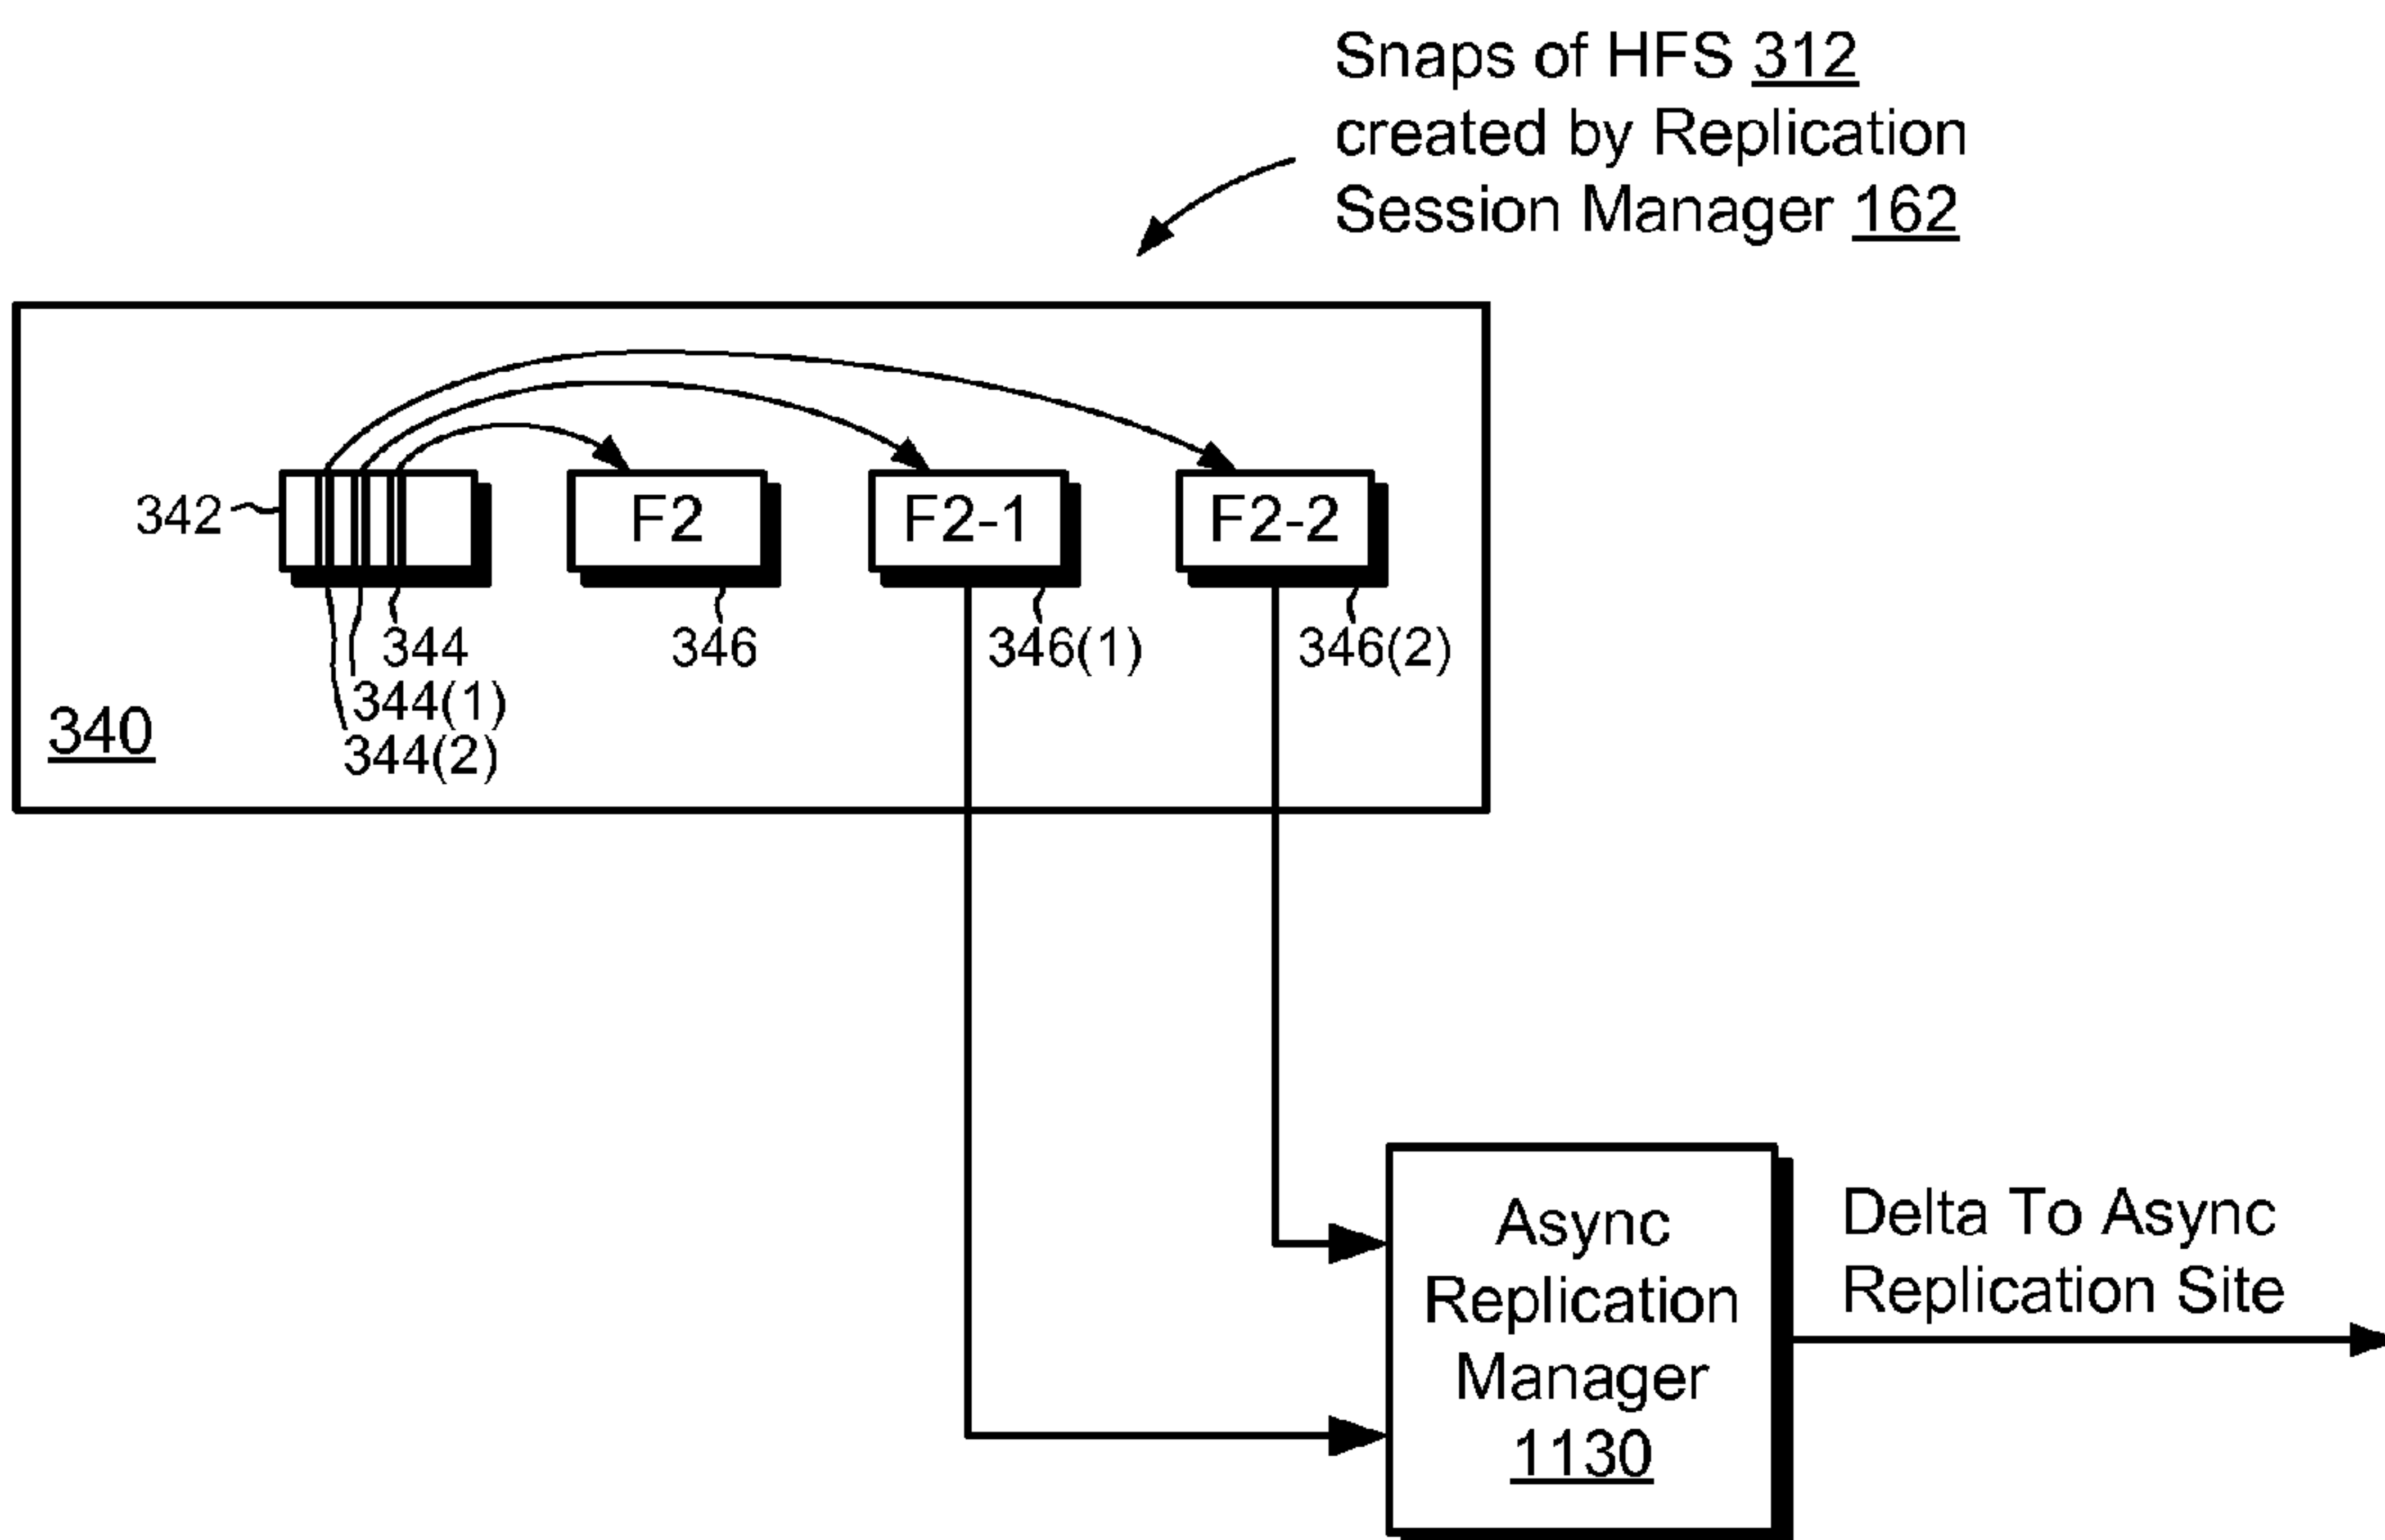 Snaps of HFS 312
created by Replication
Session Manager 162
342
F2
F2-1
F2-2
344
346
346(1)
346(2)
344(1)
340
344(2)
Async
Replication
Manager
1130
Delta To Async
Replication Site